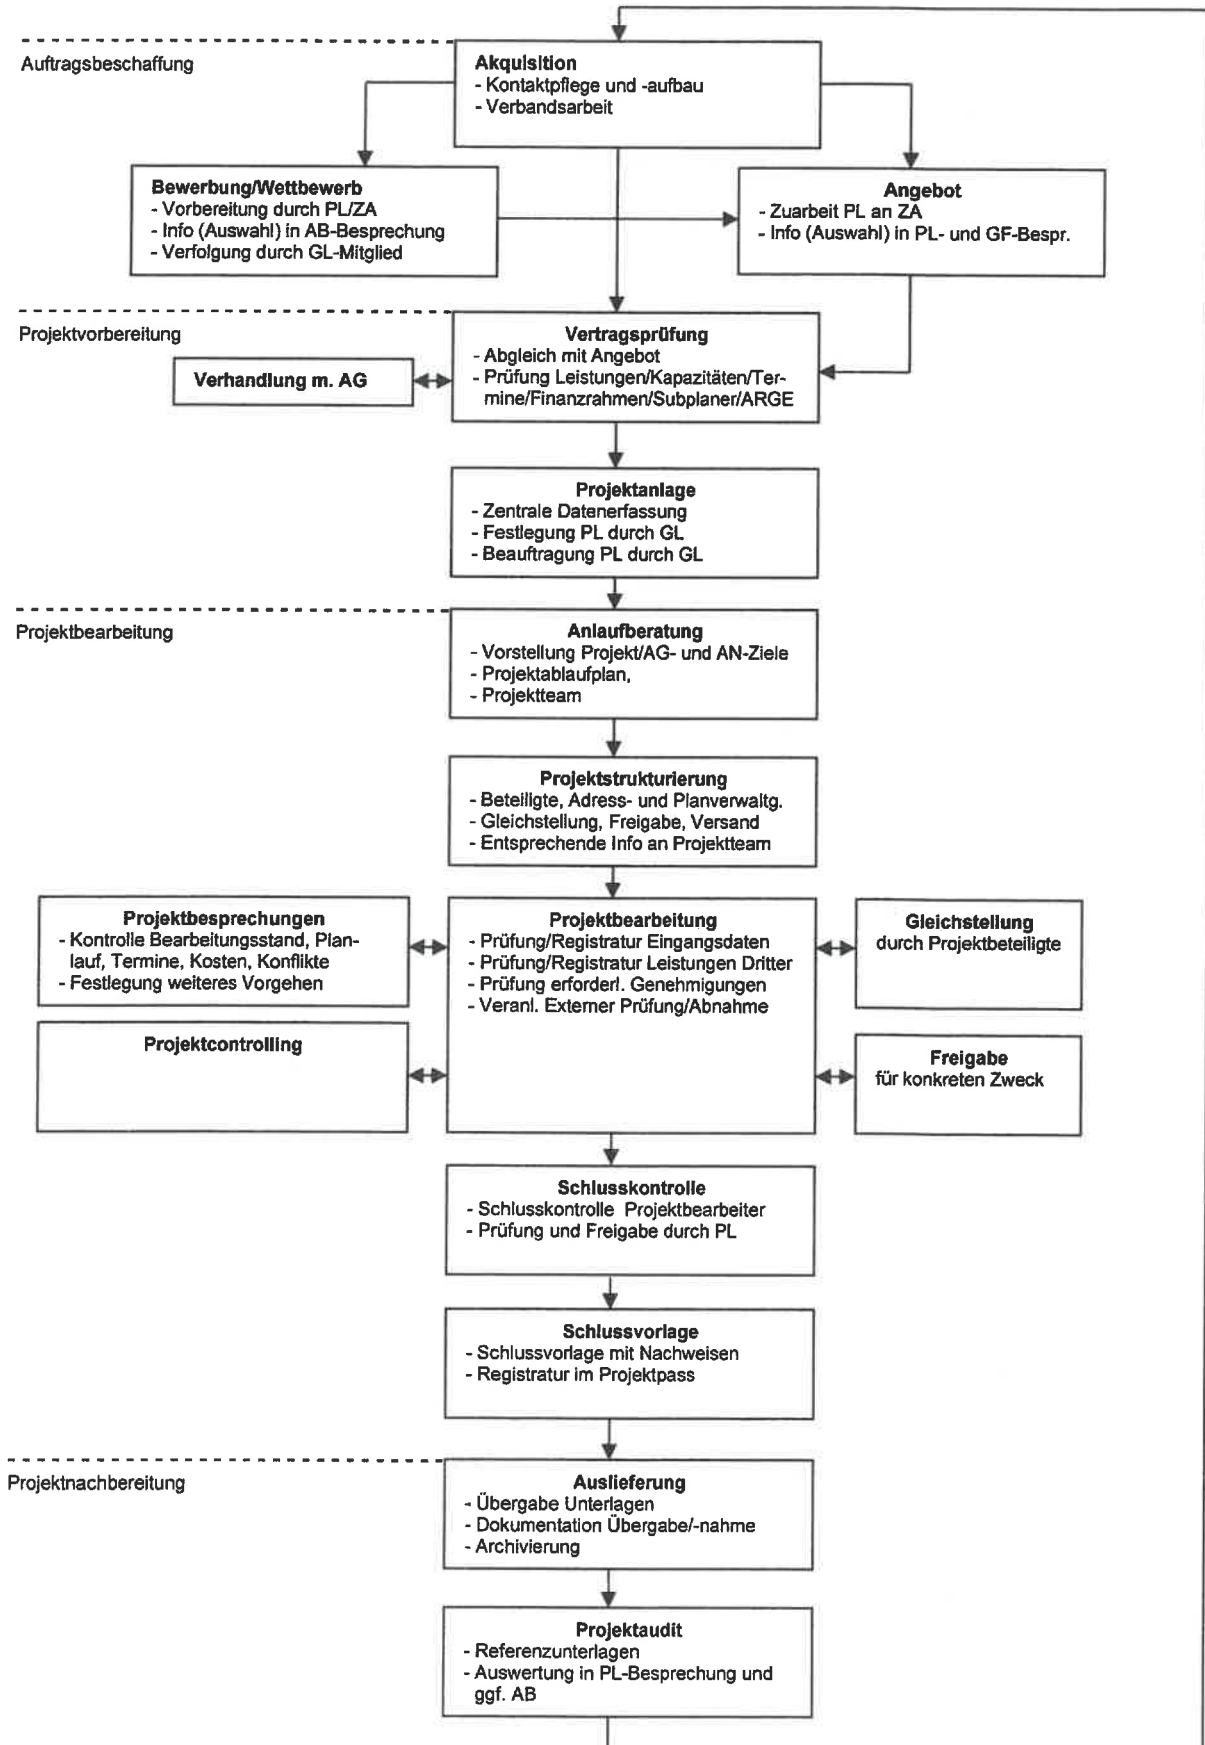 Auftragsbeschaffung
Akquisition
- Kontaktpflege und -aufbau
- Verbandsarbeit
Bewerbung/Wettbewerb
- Vorbereitung durch PL/ZA
- Info (Auswahl) in AB-Besprechung
- Verfolgung durch GL-Mitglied
Angebot
- Zuarbeit PL an ZA
- Info (Auswahl) in PL- und GF-Bespr.
Projektvorbereitung
Vertragsprüfung
- Abgleich mit Angebot
- Prüfung Leistungen/Kapazitäten/Ter-
mine/Finanzrahmen/Subplaner/ARGE
Verhandlung m. AG
Projektanlage
- Zentrale Datenerfassung
- Festlegung PL durch GL
- Beauftragung PL durch GL
Projektbearbeitung
Anlaufberatung
- Vorstellung Projekt/AG- und AN-Ziele
- Projektablaufplan,
- Projektteam
Projektstrukturierung
- Beteiligte, Adress- und Planverwaltg.
- Gleichstellung, Freigabe, Versand
- Entsprechende Info an Projektteam
Projektbesprechungen
- Kontrolle Bearbeitungsstand, Plan-
lauf, Termine, Kosten, Konflikte
- Festlegung weiteres Vorgehen
Projektbearbeitung
- Prüfung/Registratur Eingangsdaten
- Prüfung/Registratur Leistungen Dritter
- Prüfung erforderl. Genehmigungen
- Veranl. Externer Prüfung/Abnahme
Gleichstellung
durch Projektbeteiligte
Projektcontrolling
Freigabe
für konkreten Zweck
Schlusskontrolle
- Schlusskontrolle Projektbearbeiter
- Prüfung und Freigabe durch PL
Schlussvorlage
- Schlussvorlage mit Nachweisen
- Registratur im Projektpass
Projektnachbereitung
Auslieferung
- Übergabe Unterlagen
- Dokumentation Übergabe/-nahme
- Archivierung
Projektaudit
- Referenzunterlagen
- Auswertung in PL-Besprechung und
ggf. AB